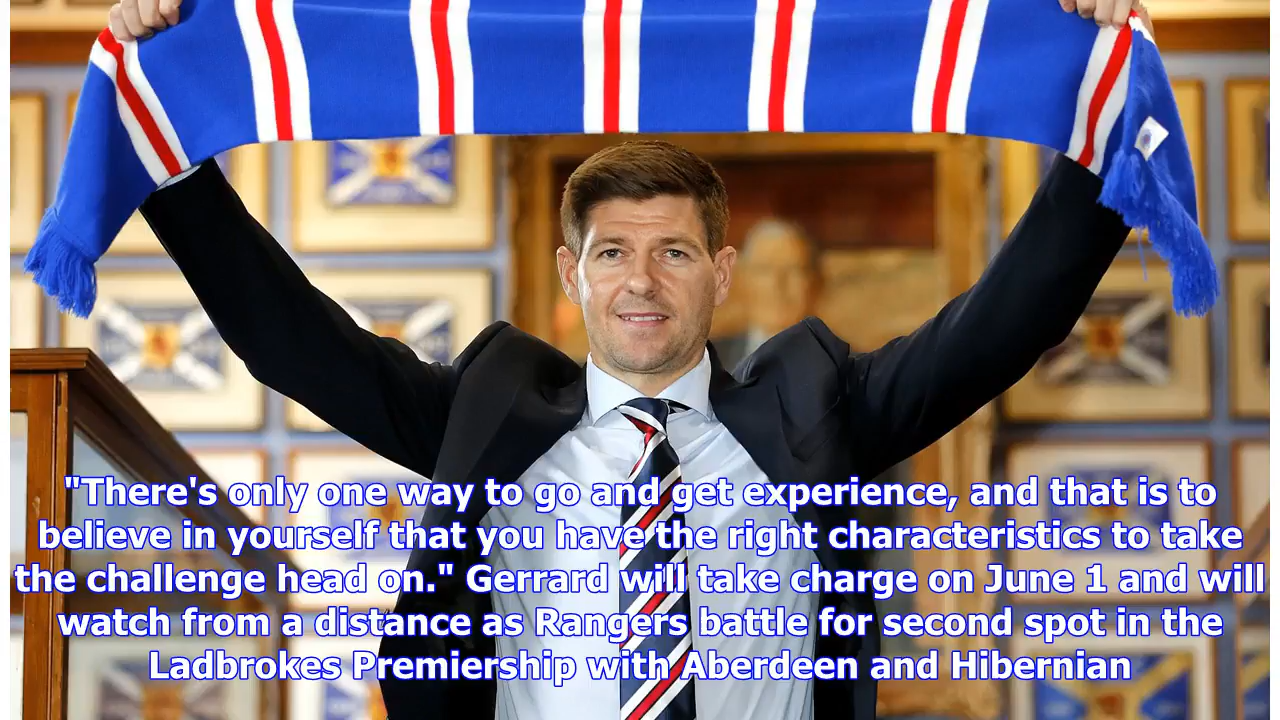 "There's only one way to go and get experience, and that is to
believe in yourself that you have the right characteristics to take
the challenge head on." Gerrard will take charge on June 1 and will
watch from a distance as Rangers battle for second spot in the
Ladbrokes Premiership with Aberdeen and Hibernian